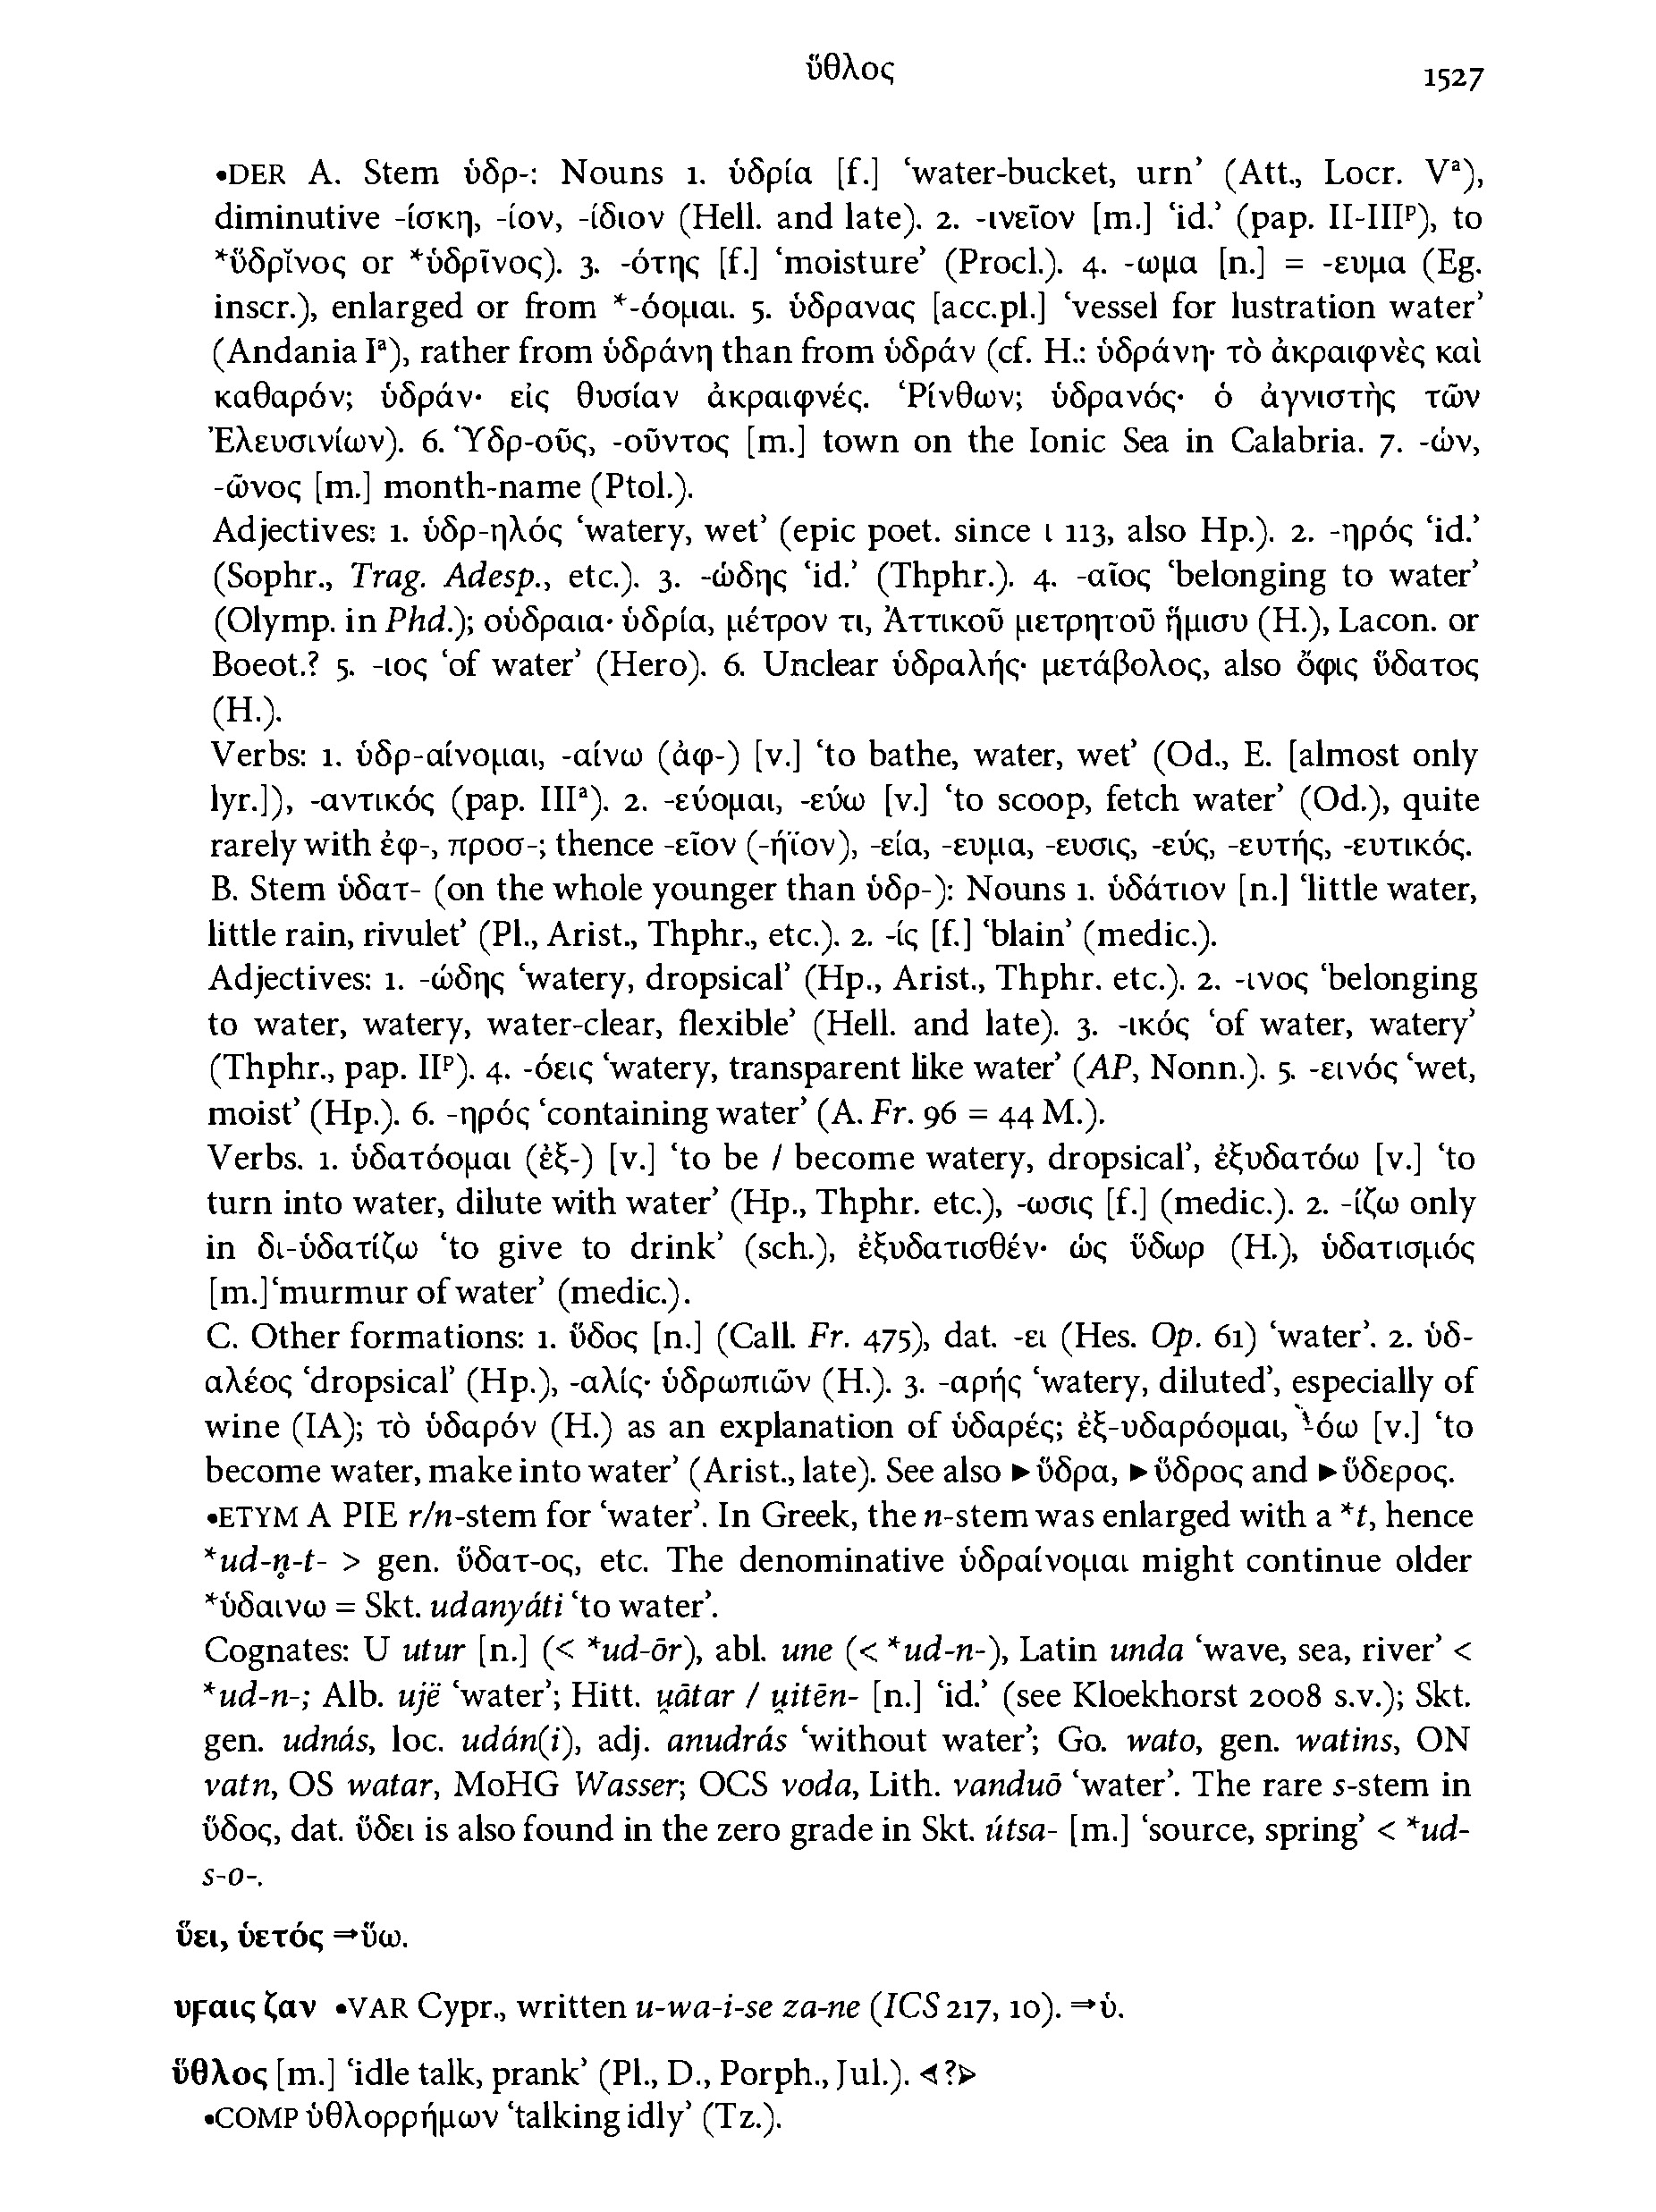 ὕθλος 1527
•DER A. Stem ὑδρ-: Nouns 1. ὑδρία [f.] ‘water-bucket, urn’ (Att., Locr. Vᵃ),
diminutive -ίσκη, -ίον, -ίδιον (Hell. and late). 2. -ινεῖον [m.] ‘id.’ (pap. II-IIIᵖ), to
*ὕδρῐνος or *ὑδρῖνος). 3. -ότης [f.] ‘moisture’ (Procl.). 4. -ωμα [n.] = -ευμα (Eg.
inscr.), enlarged or from *-όομαι. 5. ὑδρανας [acc.pl.] ‘vessel for lustration water’
(Andania Iᵃ), rather from ὑδράνη than from ὑδράν (cf. H.: ὑδράνη· τὸ ἀκραιφνὲς καὶ
καθαρόν; ὑδράν· εἰς θυσίαν ἀκραιφνές. Ῥίνθων; ὑδρανός· ὁ ἁγνιστὴς τῶν
Ἐλευσινίων). 6. Ὑδρ-οῦς, -οῦντος [m.] town on the Ionic Sea in Calabria. 7. -ών,
-ῶνος [m.] month-name (Ptol.).
Adjectives: 1. ὑδρ-ηλός ‘watery, wet’ (epic poet. since ι 113, also Hp.). 2. -ηρός ‘id.’
(Sophr., Trag. Adesp., etc.). 3. -ώδης ‘id.’ (Thphr.). 4. -αῖος ‘belonging to water’
(Olymp. in Phd.); οὐδραια· ὑδρία, μέτρον τι, Ἀττικοῦ μετρητοῦ ἥμισυ (H.), Lacon. or
Boeot.? 5. -ιος ‘of water’ (Hero). 6. Unclear ὑδραλής· μετάβολος, also ὄφις ὕδατος
(H.).
Verbs: 1. ὑδρ-αίνομαι, -αίνω (ἀφ-) [v.] ‘to bathe, water, wet’ (Od., E. [almost only
lyr.]), -αντικός (pap. IIIᵃ). 2. -εύομαι, -εύω [v.] ‘to scoop, fetch water’ (Od.), quite
rarely with ἐφ-, προσ-; thence -εῖον (-ήϊον), -εία, -ευμα, -ευσις, -εύς, -ευτής, -ευτικός.
B. Stem ὑδατ- (on the whole younger than ὑδρ-): Nouns 1. ὑδάτιον [n.] ‘little water,
little rain, rivulet’ (Pl., Arist., Thphr., etc.). 2. -ίς [f.] ‘blain’ (medic.).
Adjectives: 1. -ώδης ‘watery, dropsical’ (Hp., Arist., Thphr. etc.). 2. -ινος ‘belonging
to water, watery, water-clear, flexible’ (Hell. and late). 3. -ικός ‘of water, watery’
(Thphr., pap. IIᵖ). 4. -όεις ‘watery, transparent like water’ (AP, Nonn.). 5. -εινός ‘wet,
moist’ (Hp.). 6. -ηρός ‘containing water’ (A. Fr. 96 = 44 M.).
Verbs. 1. ὑδατόομαι (ἐξ-) [v.] ‘to be / become watery, dropsical’, ἐξυδατόω [v.] ‘to
turn into water, dilute with water’ (Hp., Thphr. etc.), -ωσις [f.] (medic.). 2. -ίζω only
in δι-ὑδατίζω ‘to give to drink’ (sch.), ἐξυδατισθέν· ὡς ὕδωρ (H.), ὑδατισμός
[m.]‘murmur of water’ (medic.).
C. Other formations: 1. ὕδος [n.] (Call. Fr. 475), dat. -ει (Hes. Op. 61) ‘water’. 2. ὑδ-
αλέος ‘dropsical’ (Hp.), -αλίς· ὑδρωπιῶν (H.). 3. -αρής ‘watery, diluted’, especially of
wine (IA); τὸ ὑδαρόν (H.) as an explanation of ὑδαρές; ἐξ-υδαρόομαι, -όω [v.] ‘to
become water, make into water’ (Arist., late). See also ►ὕδρα, ►ὕδρος and ►ὕδερος.
•ETYM A PIE r/n-stem for ‘water’. In Greek, the n-stem was enlarged with a *t, hence
*ud-n̥-t- > gen. ὕδατ-ος, etc. The denominative ὑδραίνομαι might continue older
*ὑδαινω = Skt. udanyáti ‘to water’.
Cognates: U utur [n.] (< *ud-ōr), abl. une (< *ud-n-), Latin unda ‘wave, sea, river’ <
*ud-n-; Alb. ujë ‘water’; Hitt. u̯ātar / u̯itēn- [n.] ‘id.’ (see Kloekhorst 2008 s.v.); Skt.
gen. udnás, loc. udán(i), adj. anudrás ‘without water’; Go. wato, gen. watins, ON
vatn, OS watar, MoHG Wasser; OCS voda, Lith. vanduõ ‘water’. The rare s-stem in
ὕδος, dat. ὕδει is also found in the zero grade in Skt. útsa- [m.] ‘source, spring’ < *ud-
s-o-.
ὕει, ὑετός ⇒ὕω.
υϝαις ζαν •VAR Cypr., written u-wa-i-se za-ne (ICS 217, 10). ⇒ὑ.
ὕθλος [m.] ‘idle talk, prank’ (Pl., D., Porph., Jul.). ⊲?⊳
•COMP ὑθλορρήμων ‘talking idly’ (Tz.).